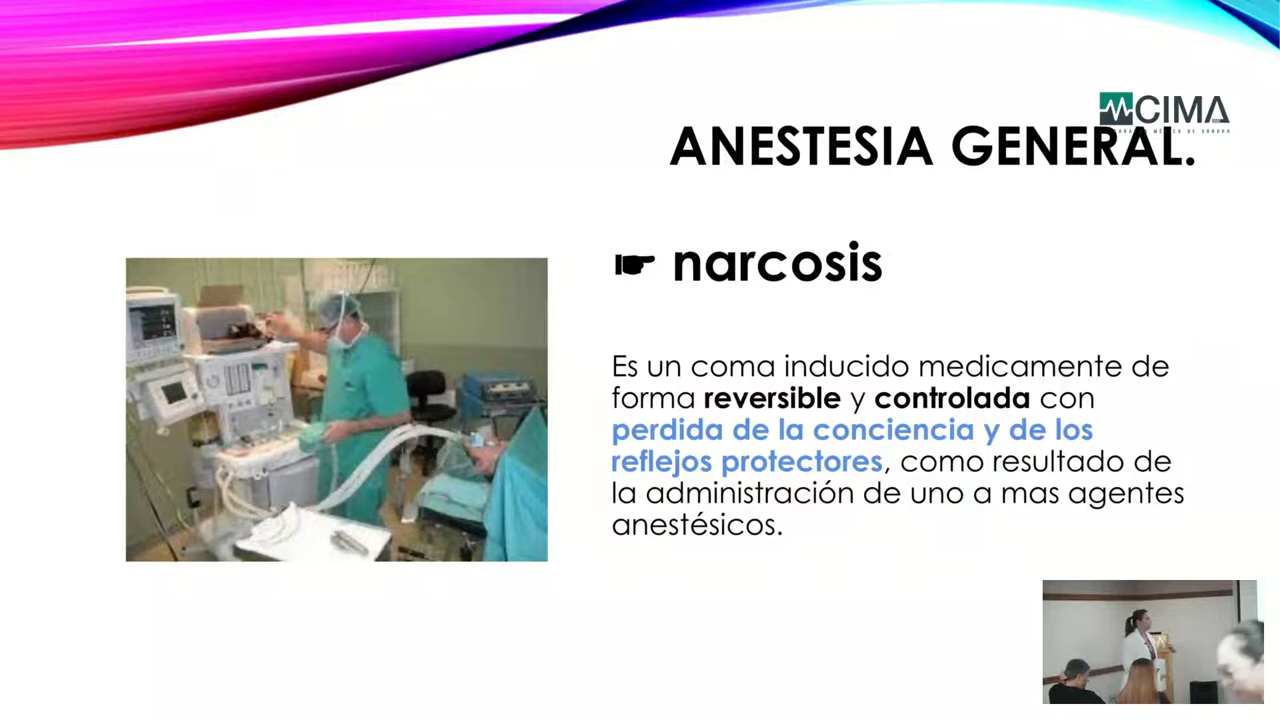 CIMA
ANESTESIA GENERAL.
☛ narcosis
Es un coma inducido medicamente de
forma reversible y controlada con
perdida de la conciencia y de los
reflejos protectores, como resultado de
la administración de uno a mas agentes
anestésicos.